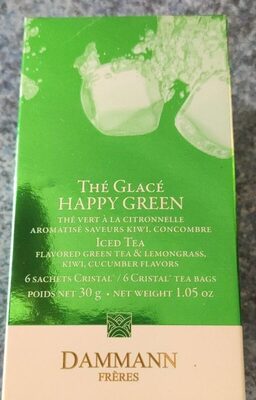 Thé Glacé
HAPPY GREEN
THÉ VERT À LA CITRONNELLE
AROMATISÉ SAVEURS KIWI, CONCOMBRE
Iced Tea
FLAVORED GREEN TEA & LEMONGRASS,
KIWI, CUCUMBER FLAVORS
6 SACHETS CRISTAL® / 6 CRISTAL® TEA BAGS
POIDS NET 30 g • NET WEIGHT 1.05 oz
DAMMANN
FRÈRES